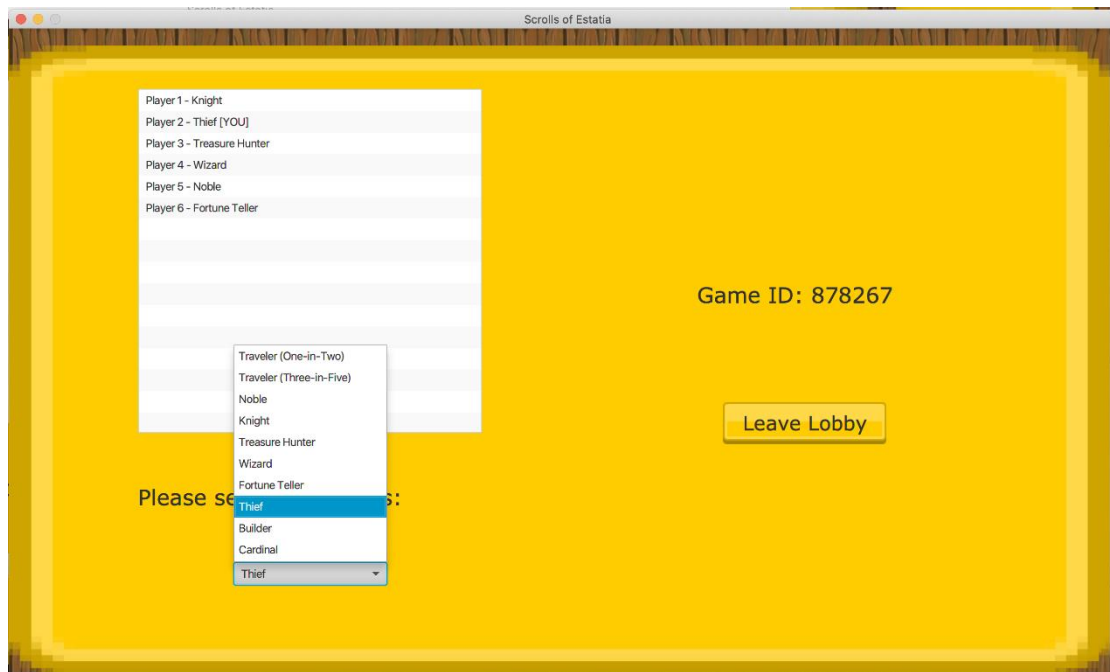 Scrolls of Estatia
Player 1 - Knight
Player 2 - Thief [YOU]
Player 3 - Treasure Hunter
Player 4 - Wizard
Player 5 - Noble
Player 6 - Fortune Teller
Game ID: 878267
Leave Lobby
Please
Traveler (One-in-Two)
Traveler (Three-in-Five)
Noble
Knight
Treasure Hunter
Wizard
Fortune Teller
Thief
Builder
Cardinal
Thief